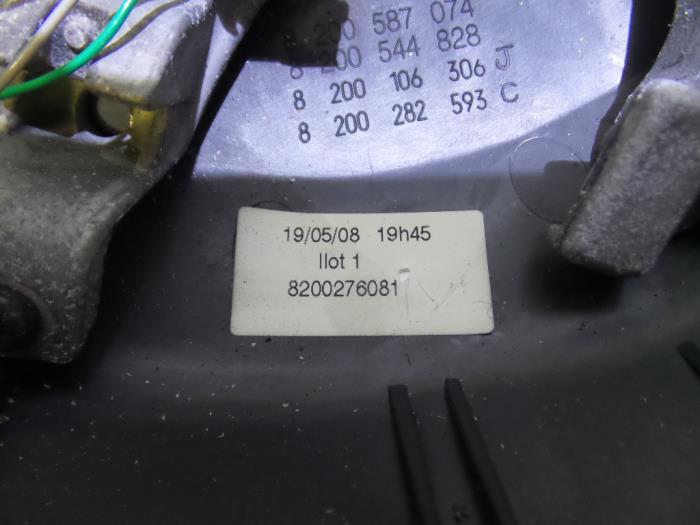 8 200 587 074
8 200 544 828
8 200 106 306 J
8 200 282 593 C
19/05/08 19h45
Ilot 1
8200276081